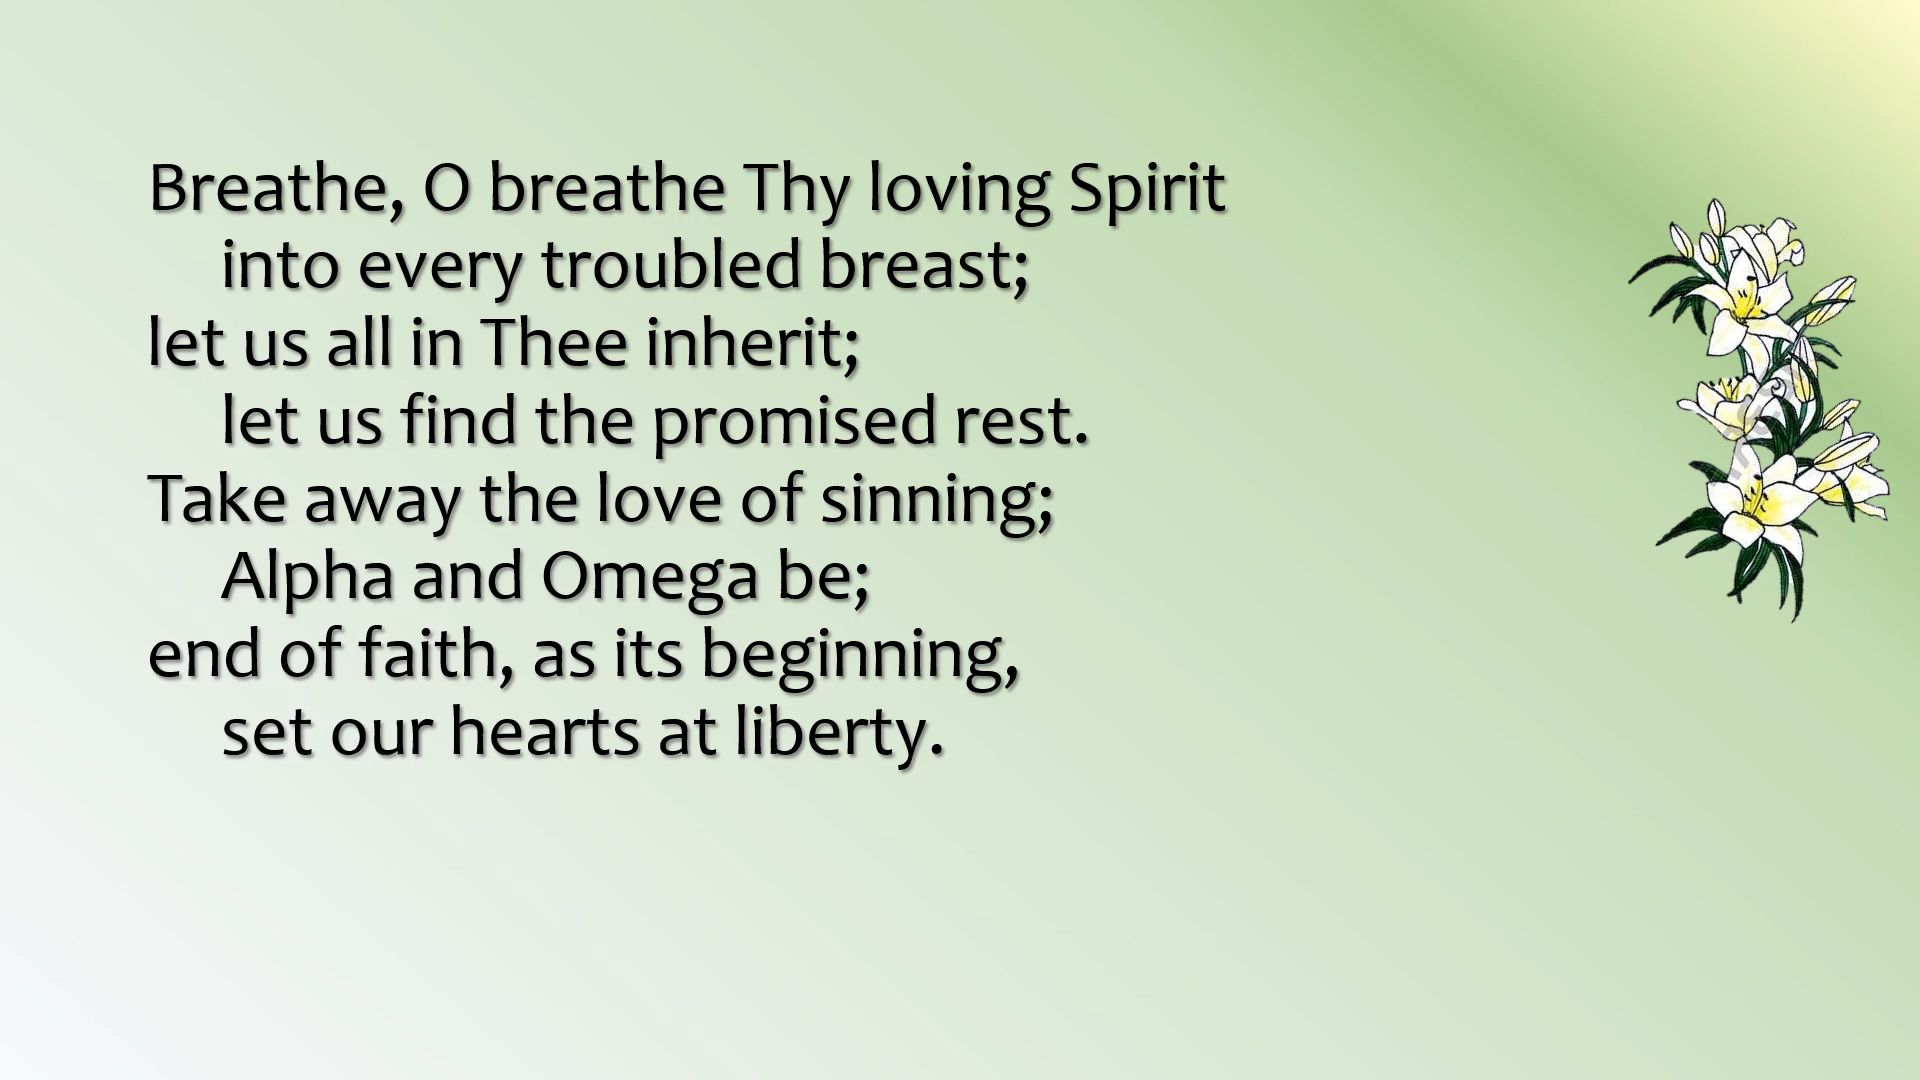 Breathe, O breathe Thy loving Spirit
into every troubled breast;
let us all in Thee inherit;
let us find the promised rest.
Take away the love of sinning;
Alpha and Omega be;
end of faith, as its beginning,
set our hearts at liberty.